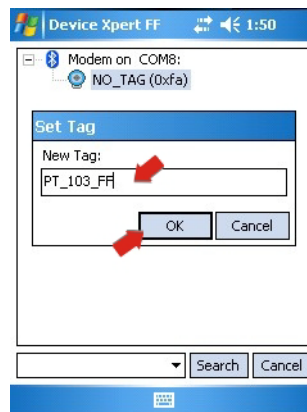 Device Xpert FF 1:50
Modem on COM8:
NO_TAG (0xfa)
Set Tag
New Tag:
PT_103_FF
OK Cancel
Search Cancel